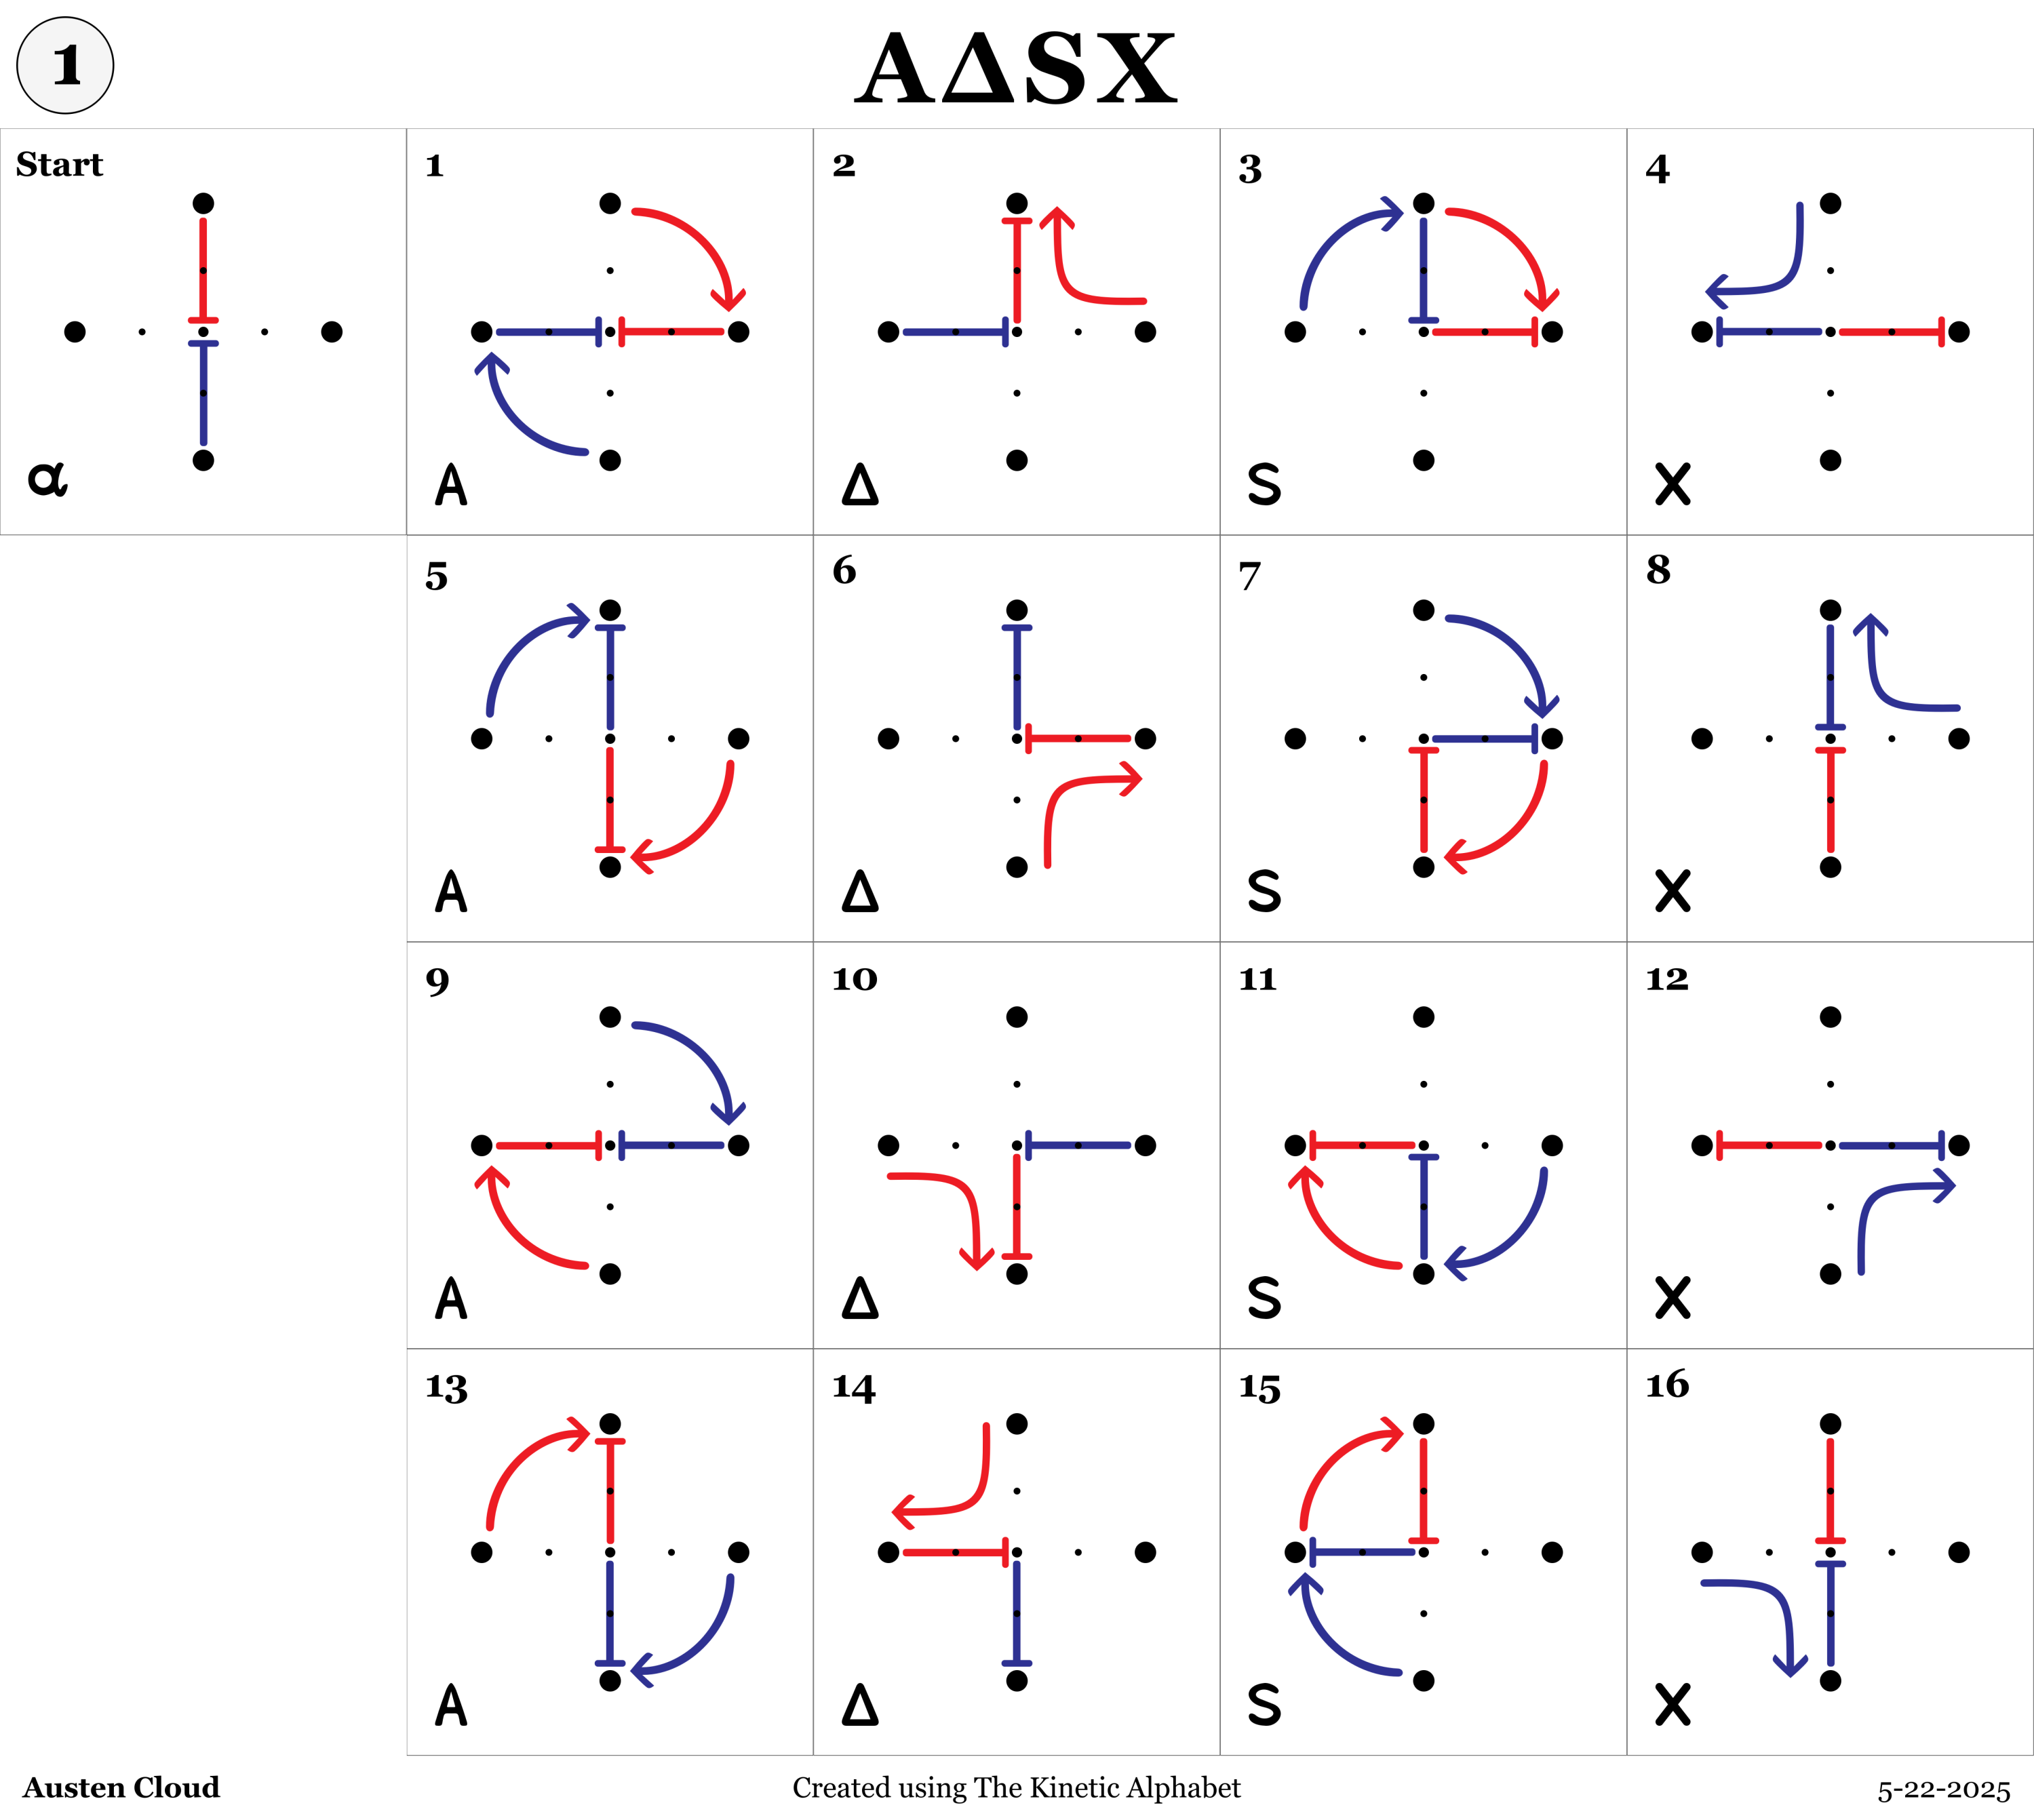 1
AΔSX
Start
α
1
A
2
Δ
3
S
4
X
5
A
6
Δ
7
S
8
X
9
A
10
Δ
11
S
12
X
13
A
14
Δ
15
S
16
X
Austen Cloud
Created using The Kinetic Alphabet
5-22-2025